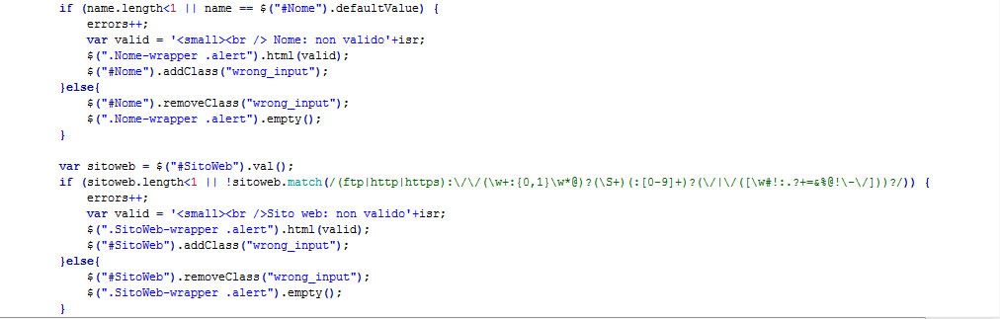 if (name.length<1 || name == $("#Nome").defaultValue) {
errors++;
var valid = '<small><br /> Nome: non valido'+isr;
$(".Nome-wrapper .alert").html(valid);
$("#Nome").addClass("wrong_input");
}else{
$("#Nome").removeClass("wrong_input");
$(".Nome-wrapper .alert").empty();
}
var sitoweb = $("#SitoWeb").val();
if (sitoweb.length<1 || !sitoweb.match(/(ftp|http|https):\/\/(\w+:{0,1}\w*@)?(\S+)(:[0-9]+)?(\/|\/([\w#!:.?+=&%@!\-\/]))?/)) {
errors++;
var valid = '<small><br />Sito web: non valido'+isr;
$(".SitoWeb-wrapper .alert").html(valid);
$("#SitoWeb").addClass("wrong_input");
}else{
$("#SitoWeb").removeClass("wrong_input");
$(".SitoWeb-wrapper .alert").empty();
}